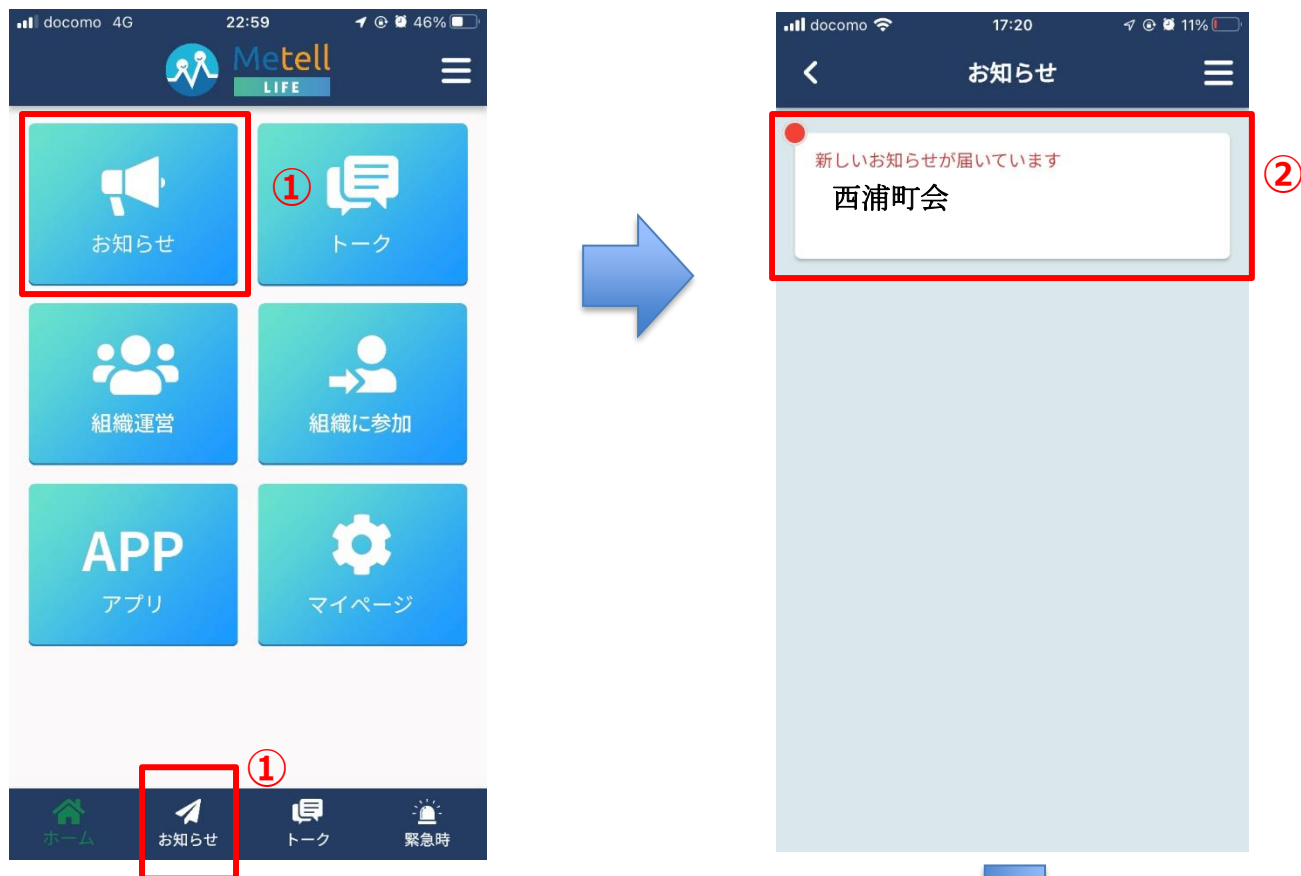 docomo 4G 22:59 46%
Metell
LIFE
お知らせ
①
トーク
組織運営
組織に参加
APP
アプリ
マイページ
①
ホーム
お知らせ
トーク
緊急時
docomo 17:20 11%
お知らせ
新しいお知らせが届いています
西浦町会
②